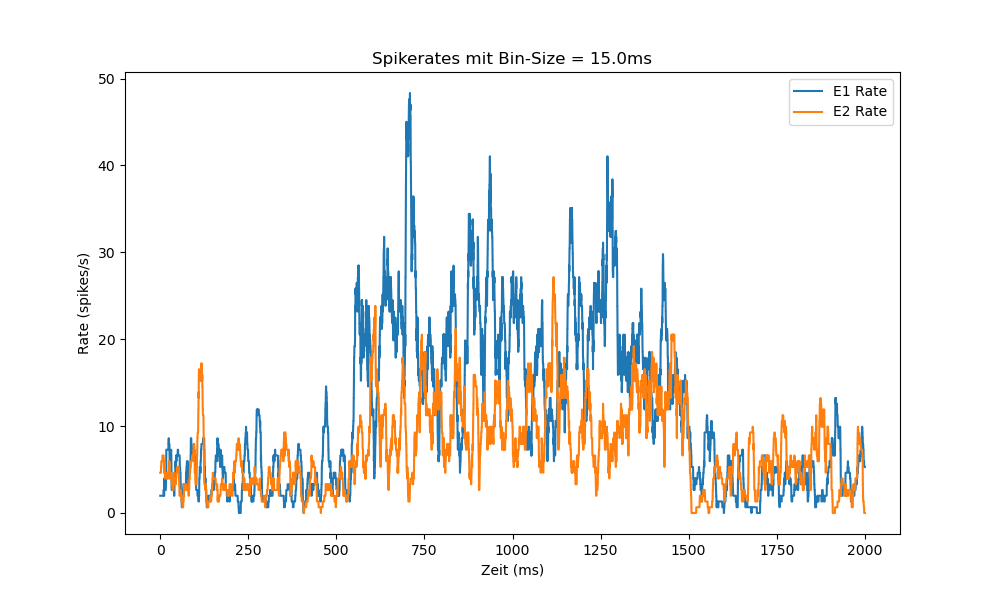 Spikerates mit Bin-Size = 15.0ms
E1 Rate
E2 Rate
Rate (spikes/s)
50
40
30
20
10
0
0 250 500 750 1000 1250 1500 1750 2000
Zeit (ms)